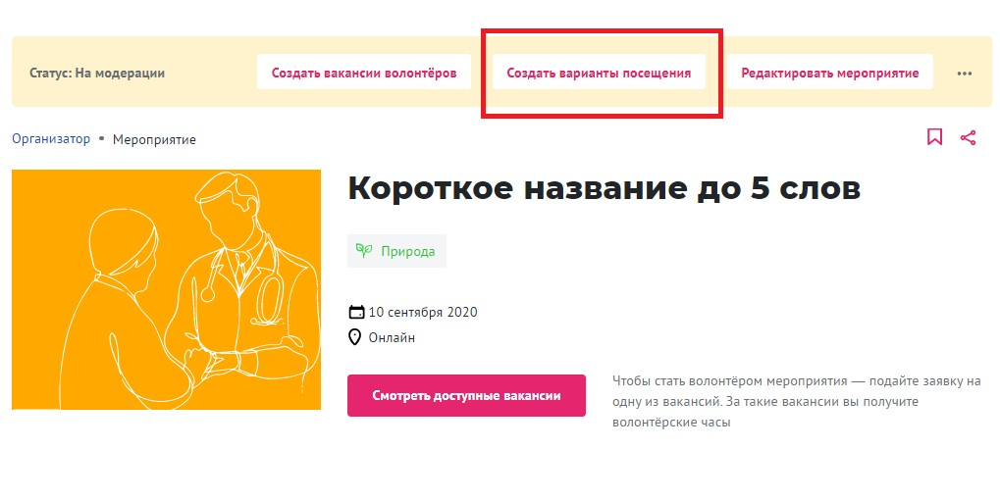 Статус: На модерации
Создать вакансии волонтёров
Создать варианты посещения
Редактировать мероприятие
Организатор • Мероприятие
Короткое название до 5 слов
Природа
10 сентября 2020
Онлайн
Смотреть доступные вакансии
Чтобы стать волонтёром мероприятия — подайте заявку на
одну из вакансий. За такие вакансии вы получите
волонтёрские часы